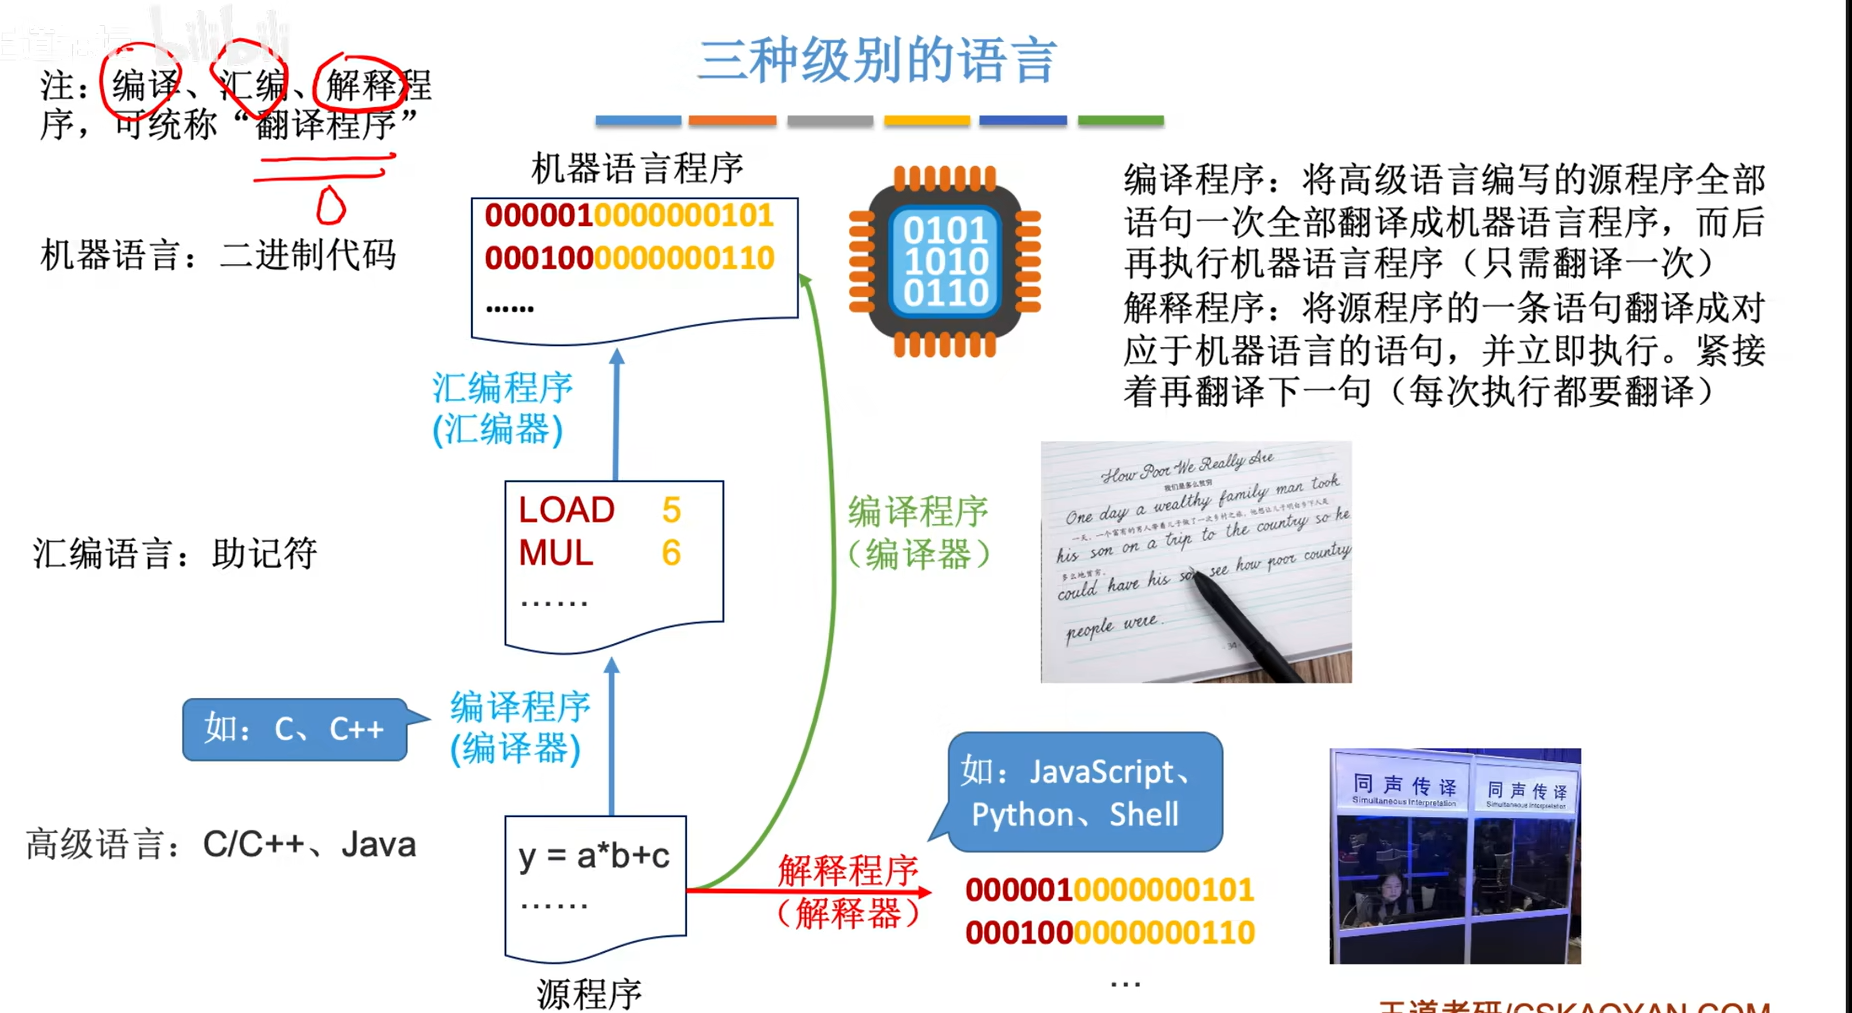 bilibili
三种级别的语言
注：编译、汇编、解释程
序，可统称“翻译程序”
机器语言程序
0000010000000101
0001000000000110
......
0101
1010
0110
机器语言：二进制代码
编译程序：将高级语言编写的源程序全部
语句一次全部翻译成机器语言程序，而后
再执行机器语言程序（只需翻译一次）
解释程序：将源程序的一条语句翻译成对
应于机器语言的语句，并立即执行。紧接
着再翻译下一句（每次执行都要翻译）
汇编程序
(汇编器)
汇编语言：助记符
LOAD 5
MUL 6
……
编译程序
（编译器）
How Poor We Really Are
我们是多么贫穷
One day a wealthy family man took
his son on a trip to the country so he
could have his son see how poor country
people were.
如：C、C++
编译程序
(编译器)
高级语言：C/C++、Java
y = a*b+c
……
源程序
如：JavaScript、
Python、Shell
解释程序
（解释器）
0000010000000101
0001000000000110
…
同声传译
Simultaneous Interpretation
同声传译
Simultaneous Interpretation
王道考研/CSKAOYAN.COM